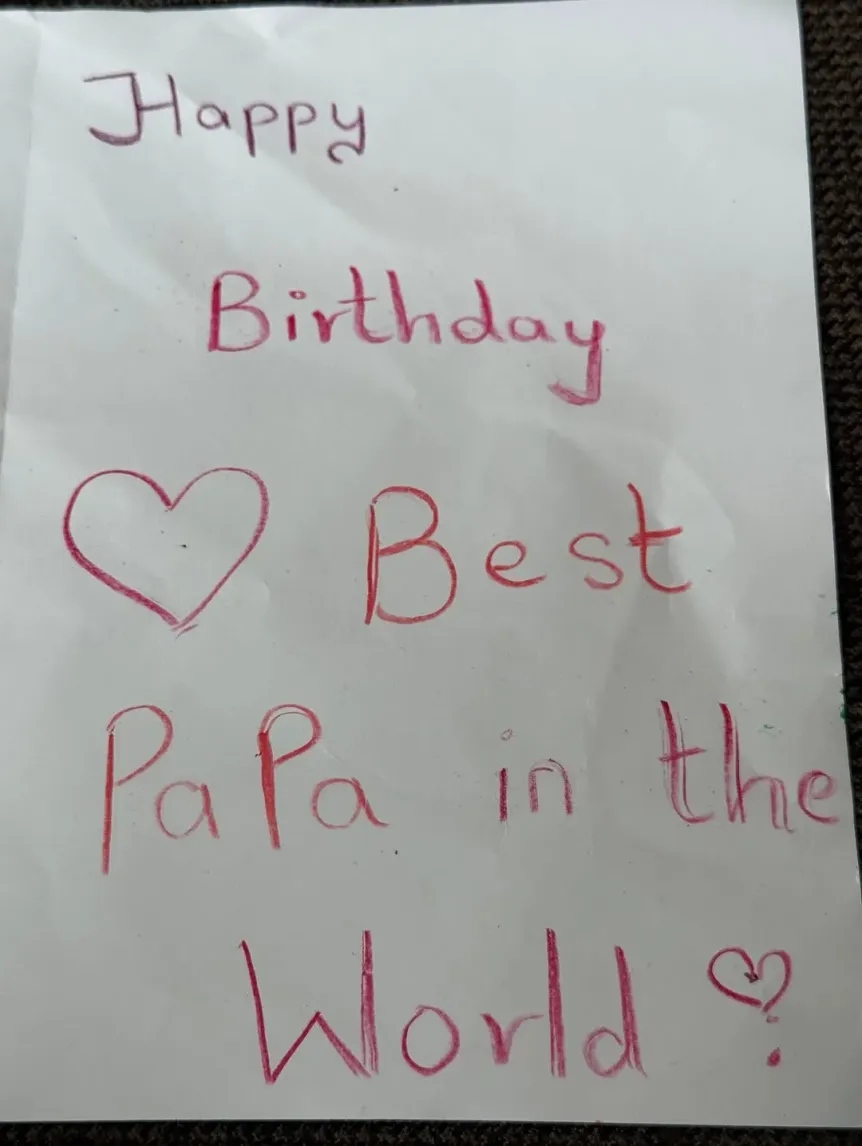 Happy
Birthday
Best
PaPa in the
World